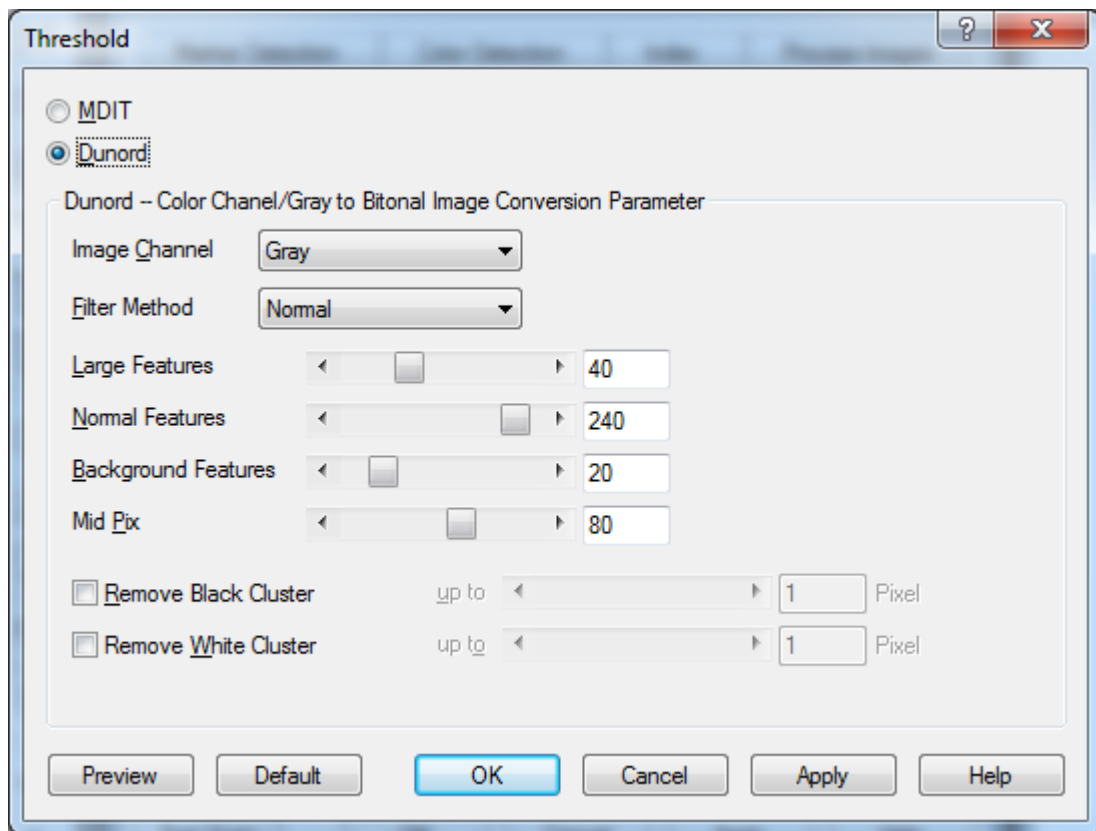 Threshold
MDIT
Dunord
Dunord -- Color Chanel/Gray to Bitonal Image Conversion Parameter
Image Channel Gray
Filter Method Normal
Large Features 40
Normal Features 240
Background Features 20
Mid Pix 80
Remove Black Cluster up to 1 Pixel
Remove White Cluster up to 1 Pixel
Preview Default OK Cancel Apply Help